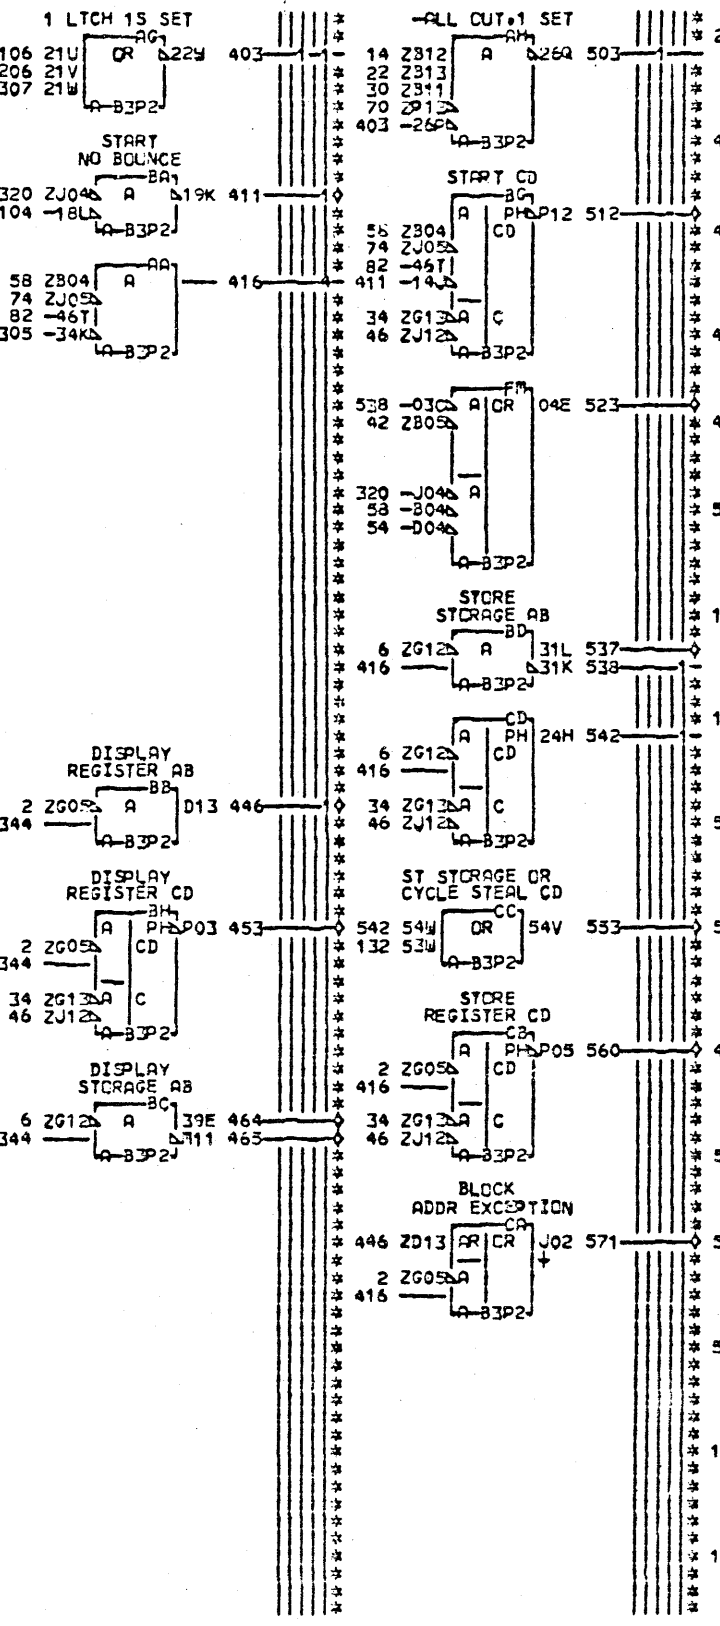 1 LTCH 1S SET
AG
106 21U OR 22W 403
206 21V
307 21W
A-B3P2
START
NO BOUNCE
BA
320 ZJ04 A 19K 411
104 -18L
A-B3P2
AA
58 ZB04 A 416
74 ZJ05
82 -46T
305 -34K
A-B3P2
DISPLAY
REGISTER AB
BB
2 ZG05 A D13 446
344
A-B3P2
DISPLAY
REGISTER CD
BH
A PH P03 453
2 ZG05 CD
344
34 ZG13 A C
46 ZJ12
A-B3P2
DISPLAY
STORAGE AB
BC
6 ZG12 A 39E 464
344 J11 465
A-B3P2
-ALL CUT.1 SET
AH
14 ZB12 A 26Q 503
22 ZB13
30 ZB11
70 ZP13
403 -26P
A-B3P2
START CD
BG
A PH P12 512
58 ZB04 CD
74 ZJ05
82 -46T
411 -14J
34 ZG13 A C
46 ZJ12
A-B3P2
FM
538 -03C A OR 04E 523
42 ZB05
320 -J04 A
58 -B04
54 -D04
A-B3P2
STORE
STORAGE AB
BD
6 ZG12 A 31L 537
416 31K 538
A-B3P2
CD
A PH 24H 542
6 ZG12 CD
416
34 ZG13 A C
46 ZJ12
A-B3P2
ST STORAGE OR
CYCLE STEAL CD
CC
542 54W OR 54V 553
132 53W
A-B3P2
STORE
REGISTER CD
CB
A PH P05 560
2 ZG05 CD
416
34 ZG13 A C
46 ZJ12
A-B3P2
BLOCK
ADDR EXCEPTION
CA
446 ZD13 AR OR J02 571
2 ZG05 A
416
A-B3P2